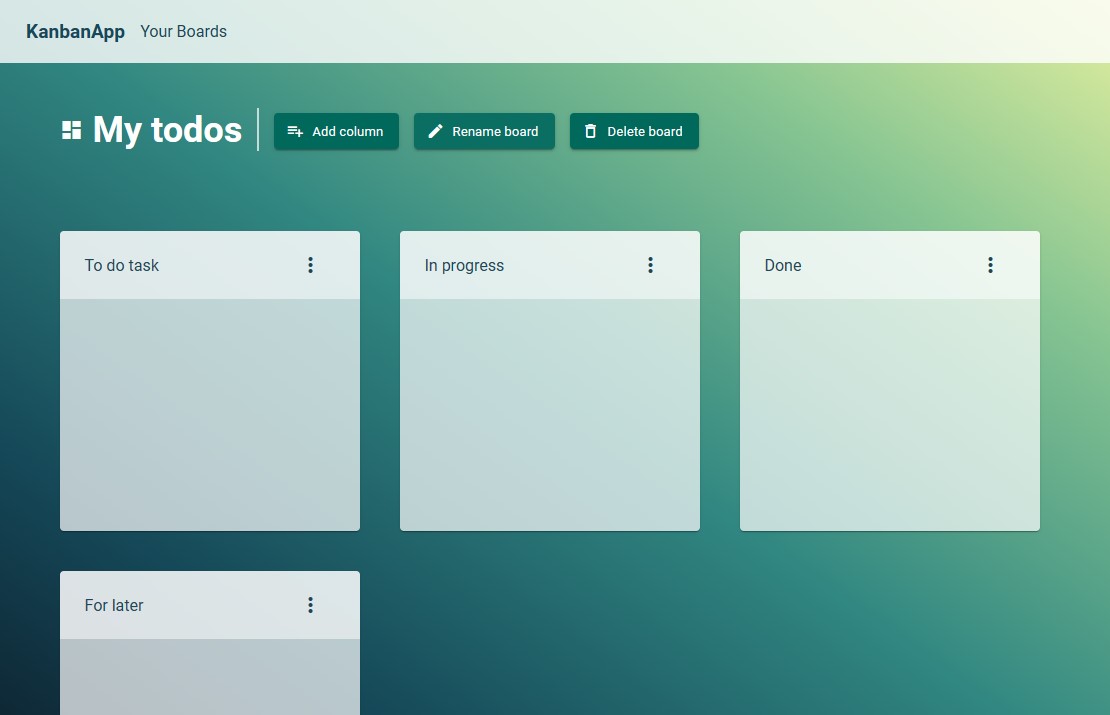 KanbanApp Your Boards
My todos Add column Rename board Delete board
To do task In progress Done
For later